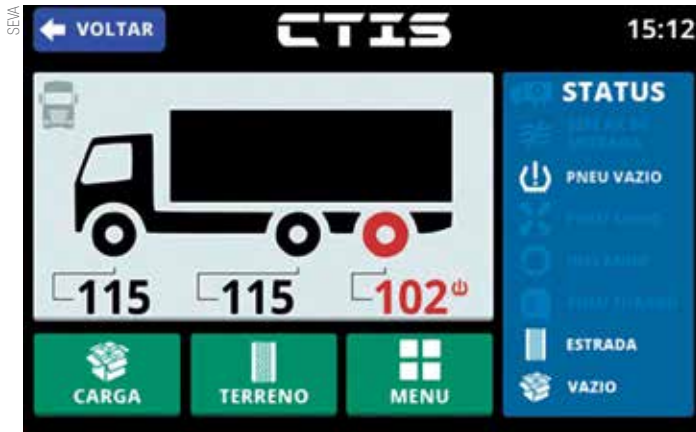 SEVA
VOLTAR
CTIS
15:12
STATUS
PNEU VAZIO
115
115
102
ESTRADA
VAZIO
CARGA
TERRENO
MENU